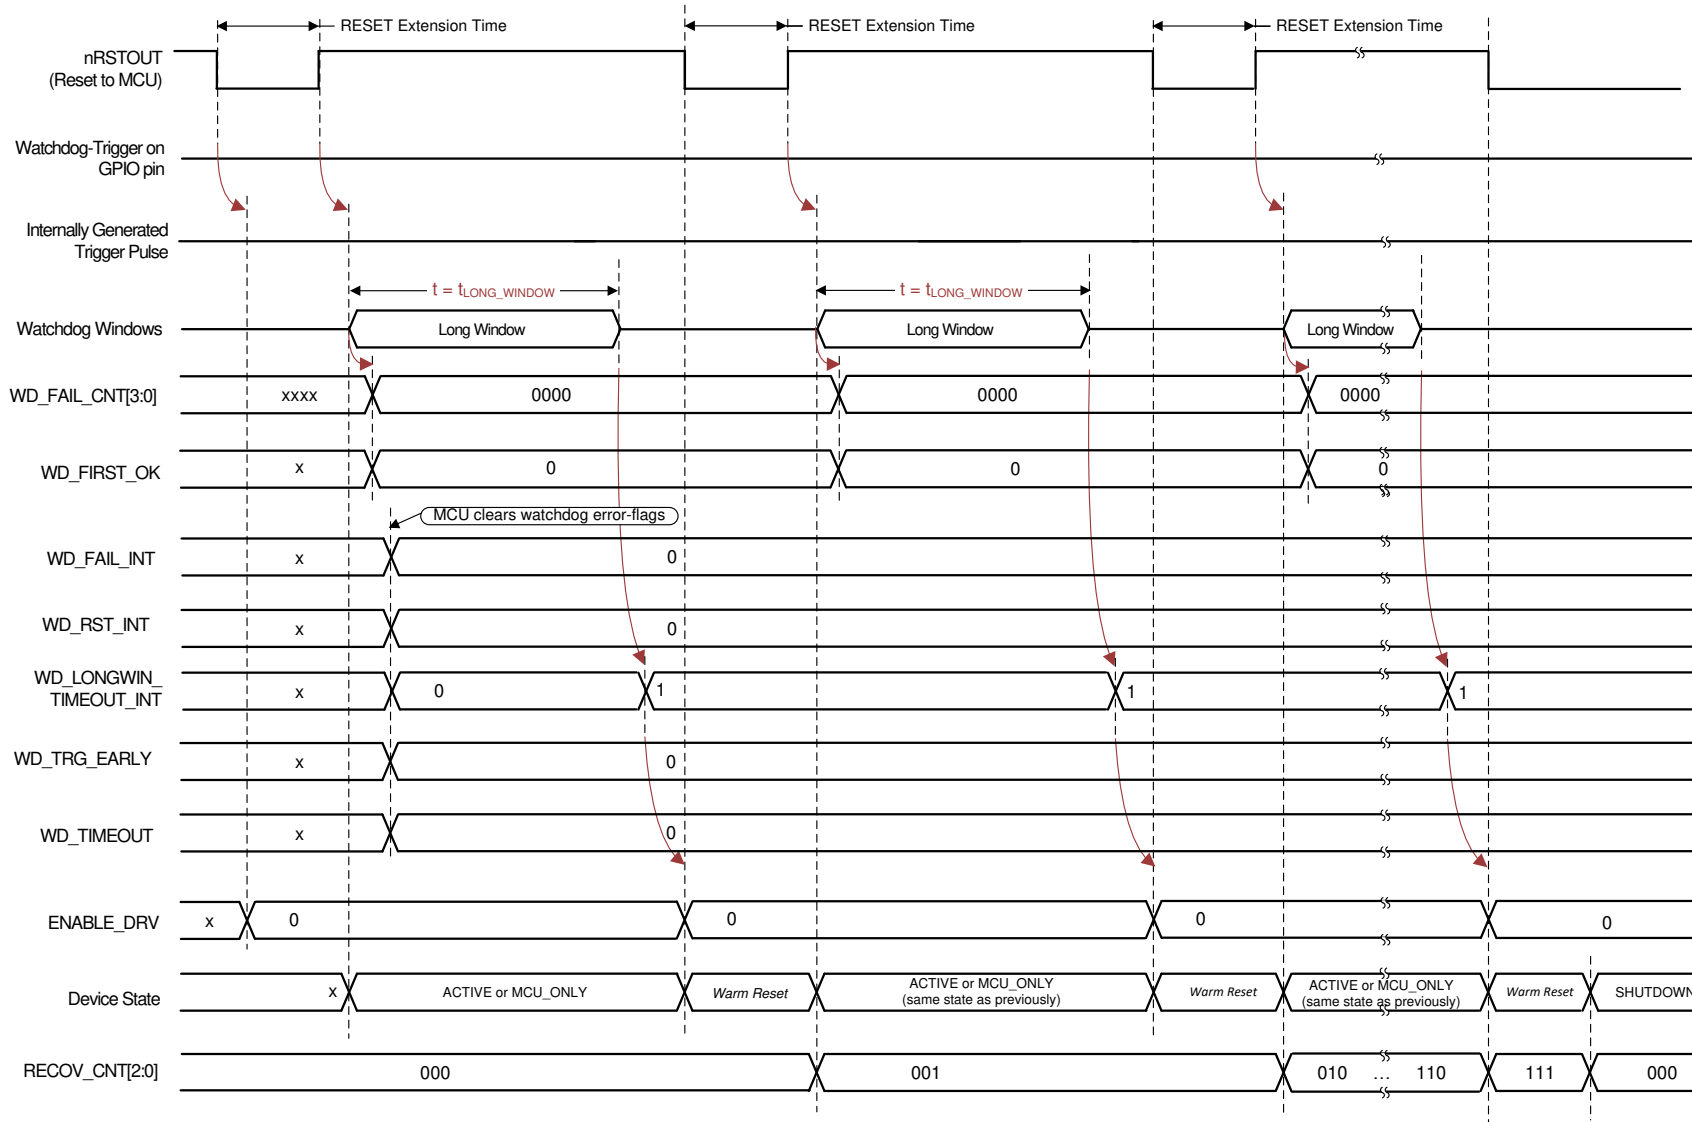 RESET Extension Time
RESET Extension Time
RESET Extension Time
nRSTOUT
(Reset to MCU)
Watchdog-Trigger on
GPIO pin
Internally Generated
Trigger Pulse
t = tLONG_WINDOW
t = tLONG_WINDOW
Watchdog Windows
Long Window
Long Window
Long Window
WD_FAIL_CNT[3:0]
xxxx
0000
0000
0000
WD_FIRST_OK
x
0
0
0
MCU clears watchdog error-flags
WD_FAIL_INT
x
0
WD_RST_INT
x
0
WD_LONGWIN_
TIMEOUT_INT
x
0
1
1
1
WD_TRG_EARLY
x
0
WD_TIMEOUT
x
0
ENABLE_DRV
x
0
0
0
0
Device State
x
ACTIVE or MCU_ONLY
Warm Reset
ACTIVE or MCU_ONLY
(same state as previously)
Warm Reset
ACTIVE or MCU_ONLY
(same state as previously)
Warm Reset
SHUTDOWN
RECOV_CNT[2:0]
000
001
010 ... 110
111
000